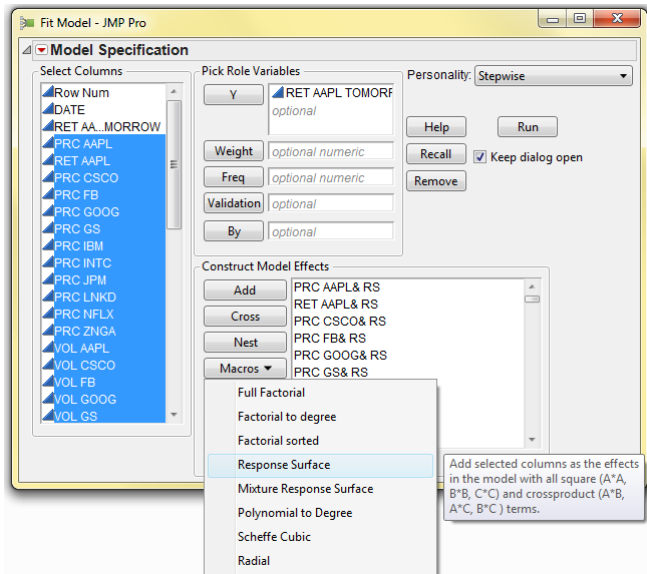 Fit Model - JMP Pro
Model Specification
Select Columns
Row Num
DATE
RET AA...MORROW
PRC AAPL
RET AAPL
PRC CSCO
PRC FB
PRC GOOG
PRC GS
PRC IBM
PRC INTC
PRC JPM
PRC LNKD
PRC NFLX
PRC ZNGA
VOL AAPL
VOL CSCO
VOL FB
VOL GOOG
VOL GS
Pick Role Variables
Y
RET AAPL TOMORR
optional
Weight optional numeric
Freq optional numeric
Validation optional
By optional
Personality: Stepwise
Help Run
Recall Keep dialog open
Remove
Construct Model Effects
Add
Cross
Nest
Macros
PRC AAPL& RS
RET AAPL& RS
PRC CSCO& RS
PRC FB& RS
PRC GOOG& RS
PRC GS& RS
Full Factorial
Factorial to degree
Factorial sorted
Response Surface
Mixture Response Surface
Polynomial to Degree
Scheffe Cubic
Radial
Add selected columns as the effects
in the model with all square (A*A,
B*B, C*C) and crossproduct (A*B,
A*C, B*C ) terms.